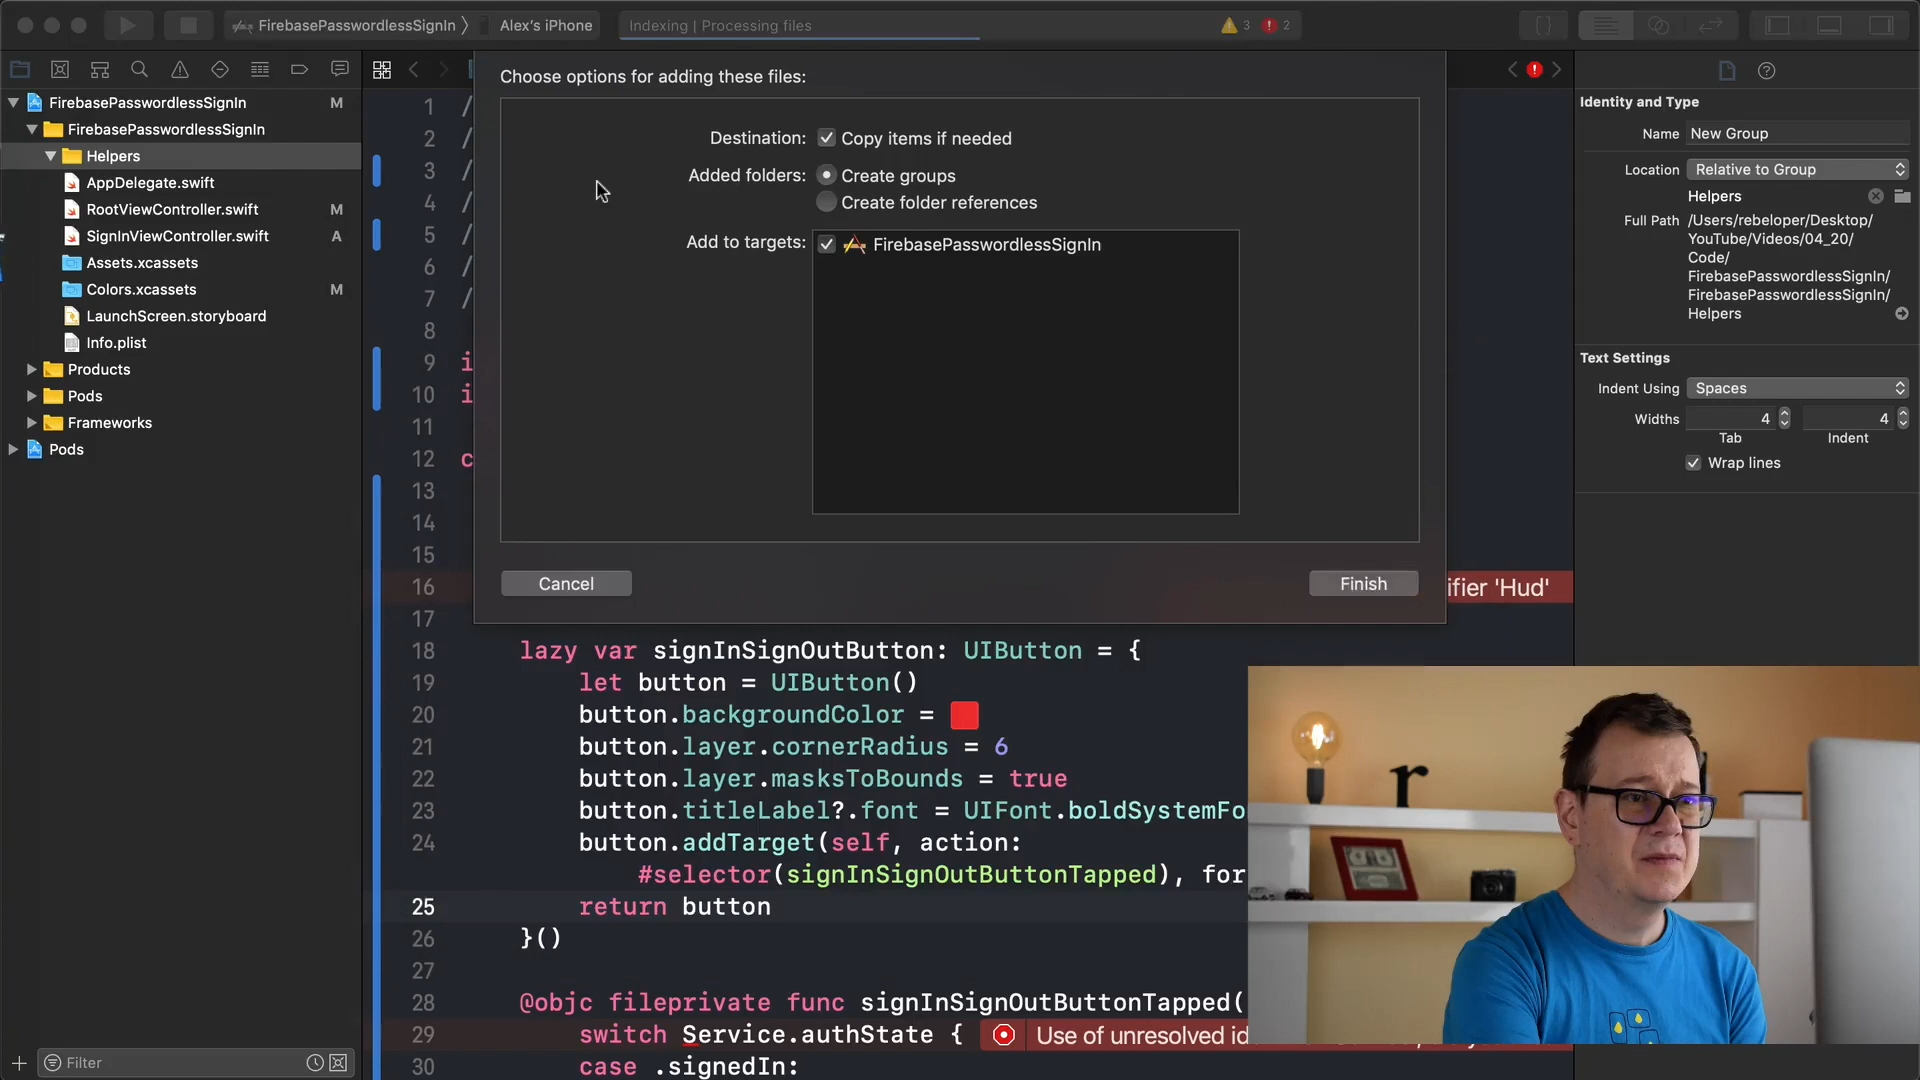 FirebasePasswordlessSignIn
Alex's iPhone
Indexing | Processing files
3
2
FirebasePasswordlessSignIn M
FirebasePasswordlessSignIn
Helpers
AppDelegate.swift
RootViewController.swift M
SignInViewController.swift A
Assets.xcassets
Colors.xcassets M
LaunchScreen.storyboard
Info.plist
Products
Pods
Frameworks
Pods
Filter
Choose options for adding these files:
Destination: Copy items if needed
Added folders: Create groups
Create folder references
Add to targets: FirebasePasswordlessSignIn
Cancel
Finish
1 /
2 /
3 /
4 /
5 /
6 /
7 /
8
9 i
10 i
11
12 c
13
14
15
16 ifier 'Hud'
17
18 lazy var signInSignOutButton: UIButton = {
19 let button = UIButton()
20 button.backgroundColor =
21 button.layer.cornerRadius = 6
22 button.layer.masksToBounds = true
23 button.titleLabel?.font = UIFont.boldSystemFo
24 button.addTarget(self, action:
#selector(signInSignOutButtonTapped), for
25 return button
26 }()
27
28 @objc fileprivate func signInSignOutButtonTapped(
29 switch Service.authState { Use of unresolved id
30 case .signedIn:
Identity and Type
Name New Group
Location Relative to Group
Helpers
Full Path /Users/rebeloper/Desktop/
YouTube/Videos/04_20/
Code/
FirebasePasswordlessSignIn/
FirebasePasswordlessSignIn/
Helpers
Text Settings
Indent Using Spaces
Widths 4 4
Tab Indent
Wrap lines
r